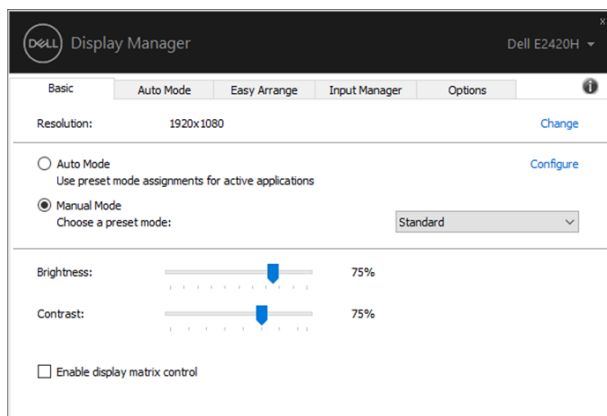 DELL Display Manager
Dell E2420H
Basic Auto Mode Easy Arrange Input Manager Options
Resolution: 1920x1080 Change
Auto Mode Configure
Use preset mode assignments for active applications
Manual Mode
Choose a preset mode: Standard
Brightness: 75%
Contrast: 75%
Enable display matrix control